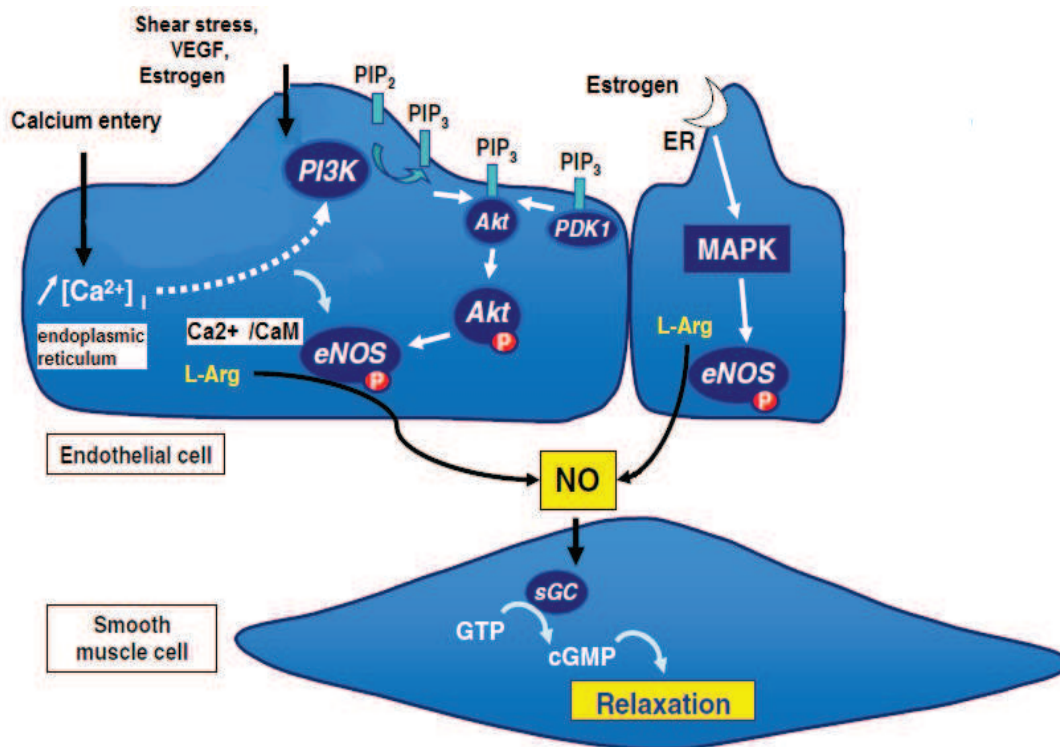 Shear stress,
VEGF,
Estrogen
Calcium entery
PIP2
PIP3
PIP3
PIP3
Estrogen
ER
PI3K
Akt
PDK1
MAPK
[Ca2+] I
endoplasmic
reticulum
Ca2+ /CaM
Akt
P
eNOS
P
L-Arg
L-Arg
eNOS
P
Endothelial cell
NO
Smooth
muscle cell
sGC
GTP
cGMP
Relaxation